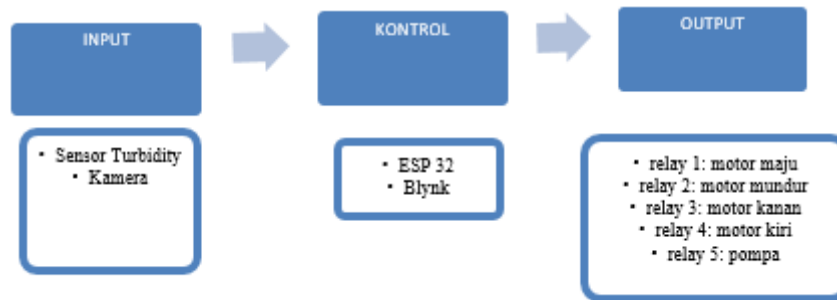 INPUT
• Sensor Turbidity
• Kamera
KONTROL
• ESP 32
• Blynk
OUTPUT
• relay 1: motor maju
• relay 2: motor mundur
• relay 3: motor kanan
• relay 4: motor kiri
• relay 5: pompa